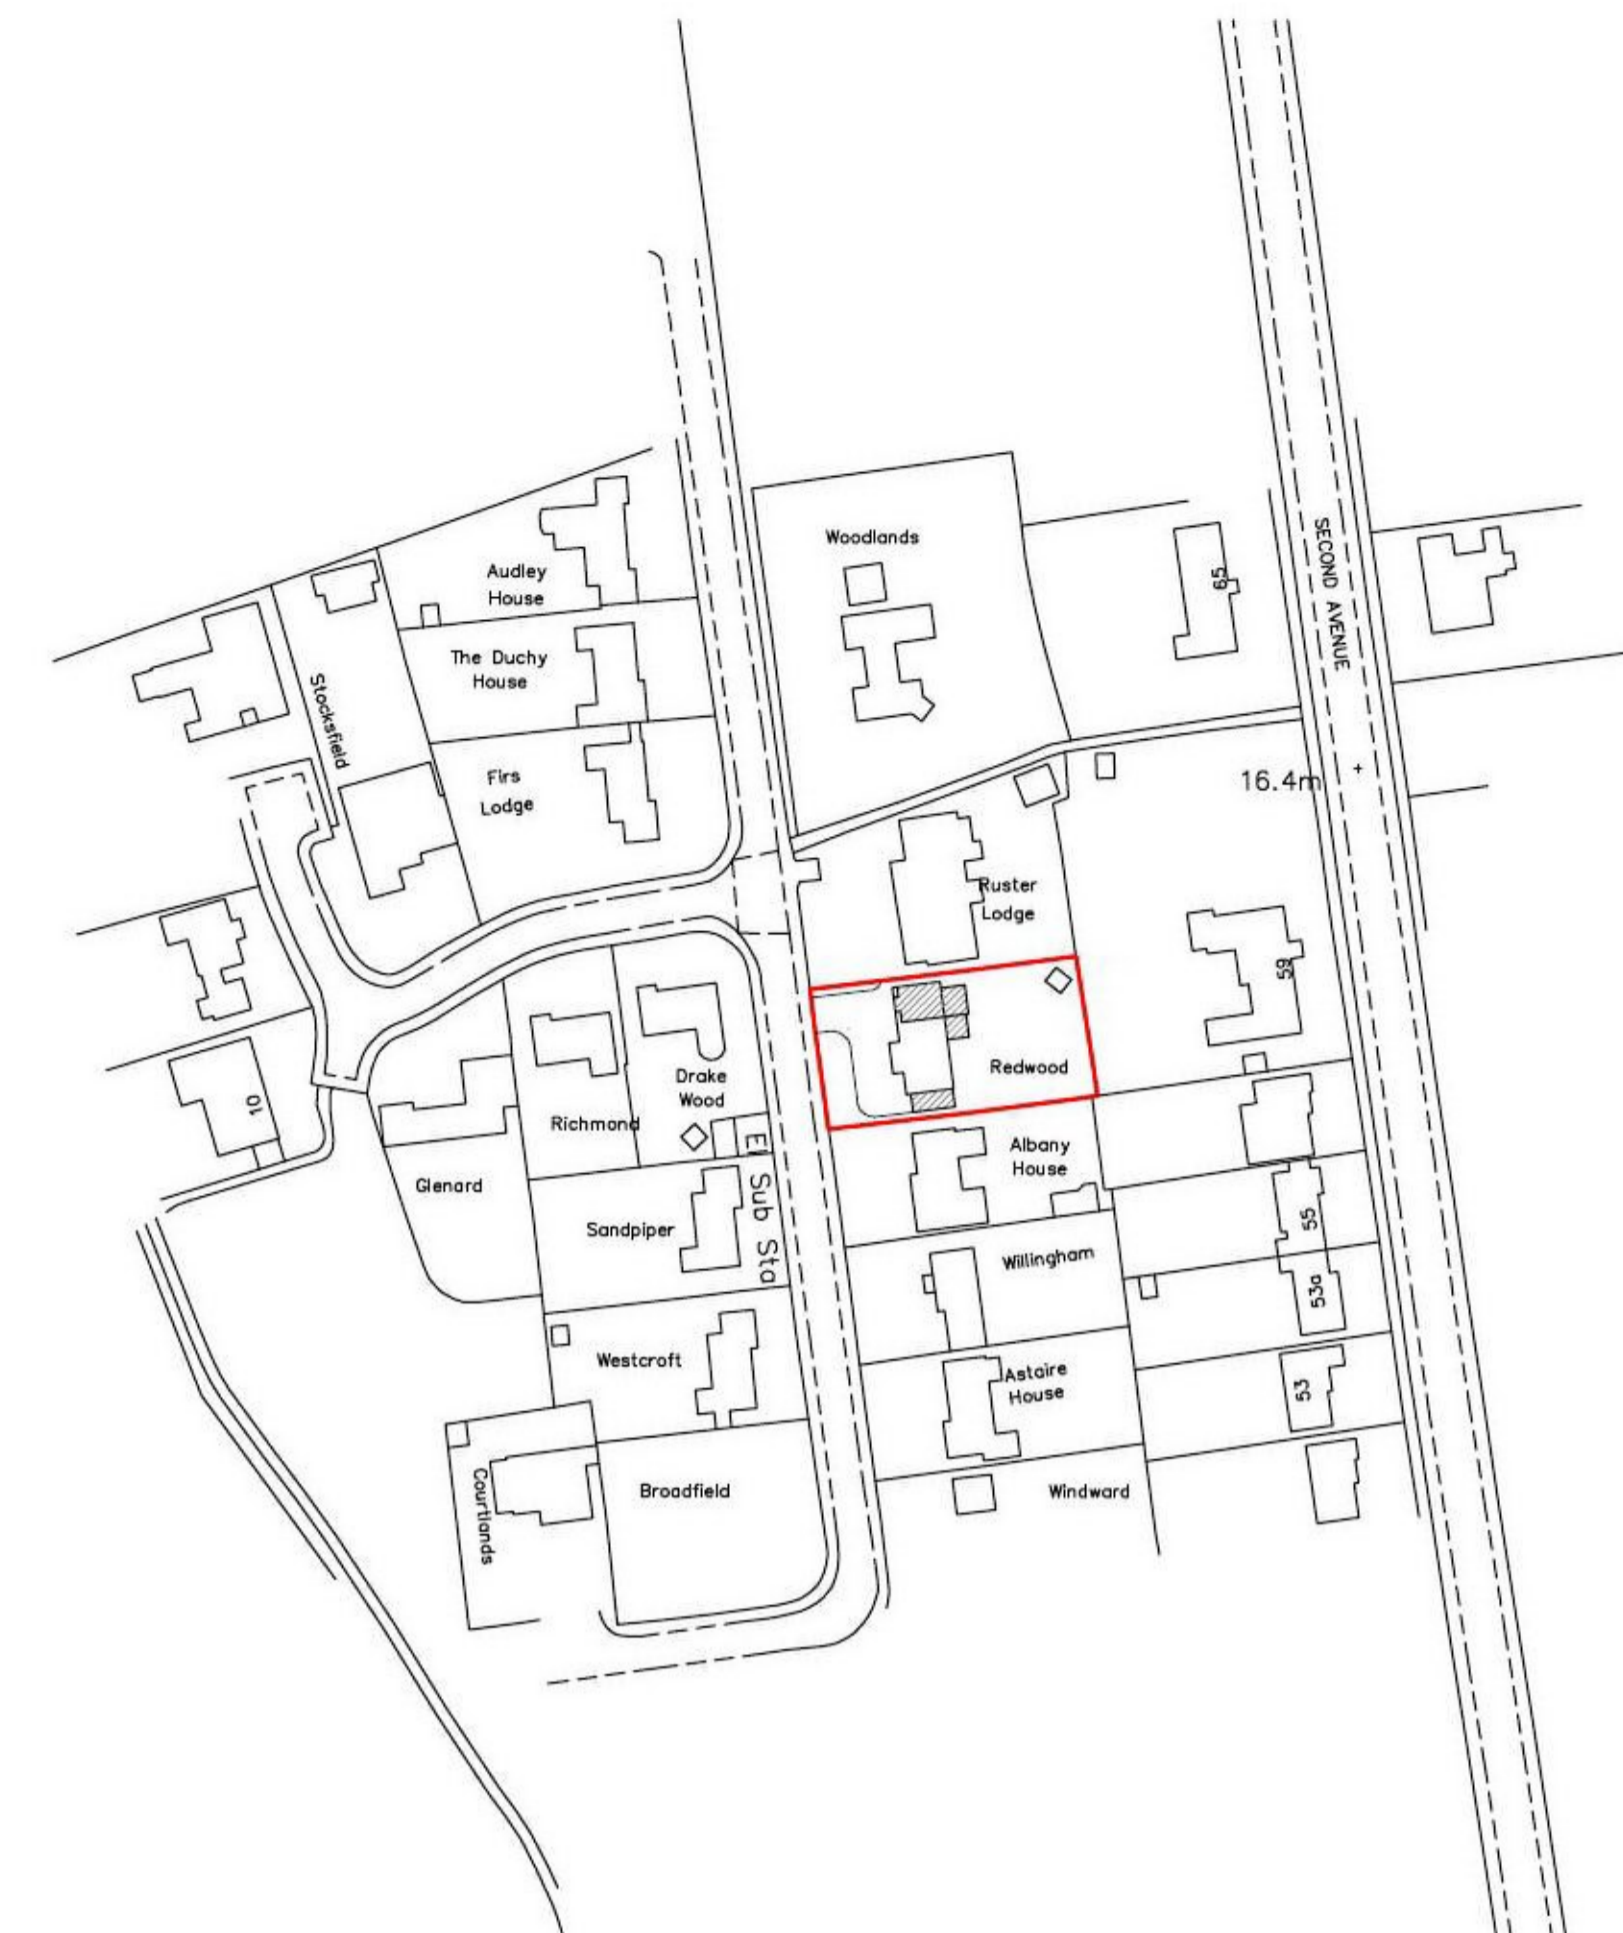 Woodlands
65
SECOND AVENUE
Audley
House
The Duchy
House
Stocksfield
Firs
Lodge
16.4m
Ruster
Lodge
59
Redwood
Drake
Wood
Richmond
10
El Sub Sta
Glenard
Sandpiper
Albany
House
55
Willingham
53a
Westcroft
Astaire
House
53
Courtlands
Broadfield
Windward